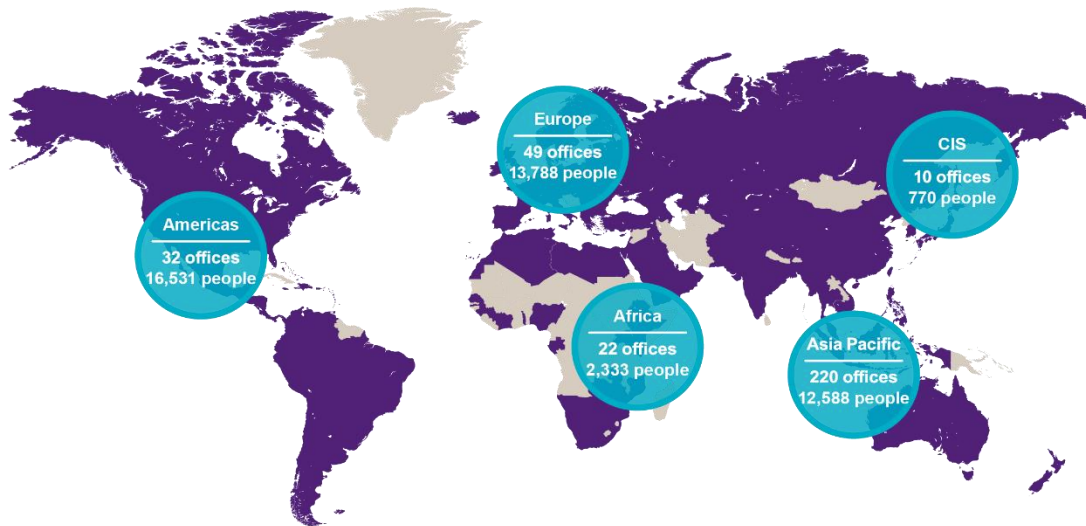 Europe
49 offices
13,788 people
CIS
10 offices
770 people
Americas
32 offices
16,531 people
Africa
22 offices
2,333 people
Asia Pacific
220 offices
12,588 people